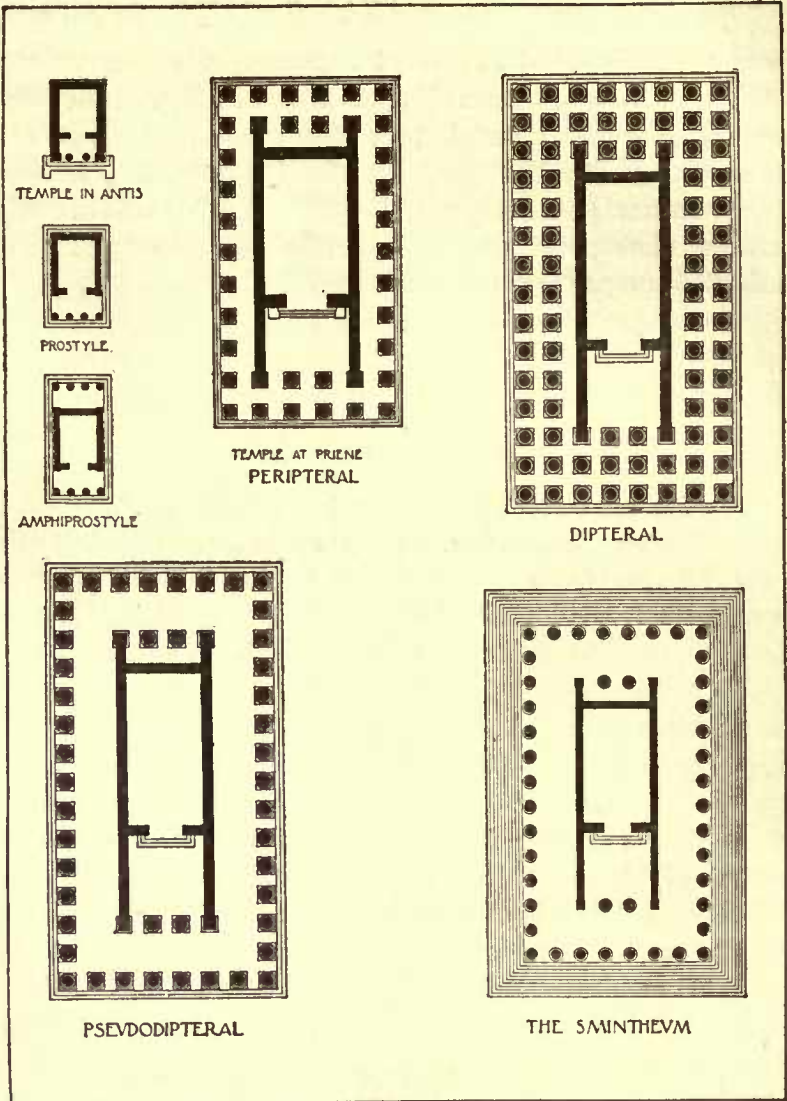 TEMPLE IN ANTIS
PROSTYLE.
AMPHIPROSTYLE
TEMPLE AT PRIENE
PERIPTERAL
DIPTERAL
PSEVDODIPTERAL
THE SMINTHEVM